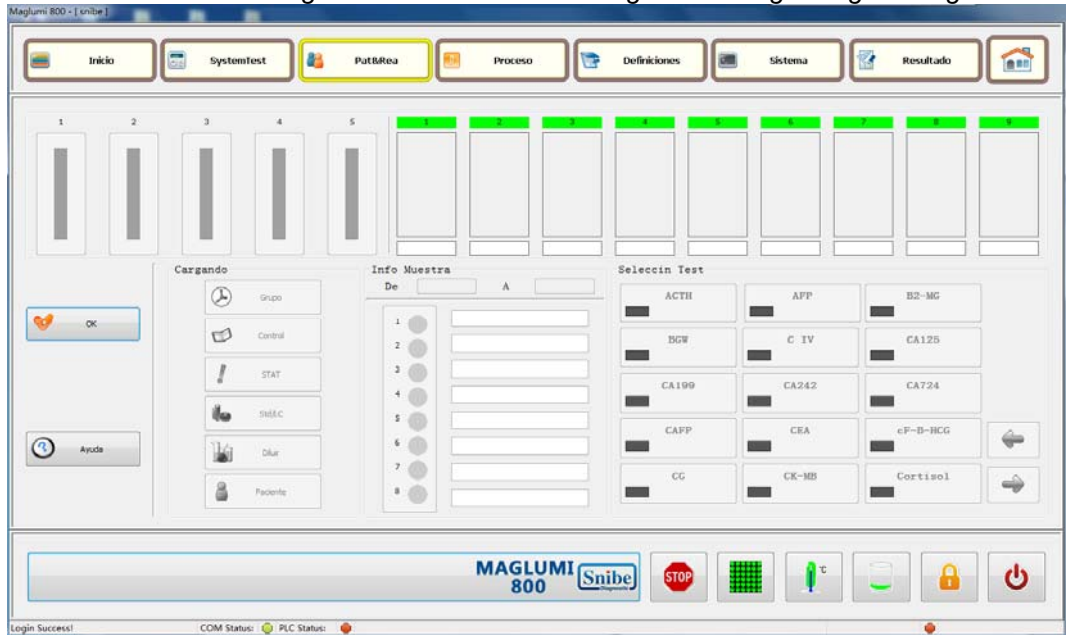 Maglumi 800 - [ snibe ]
Inicio SystemTest Pat&Rea Proceso Definiciones Sistema Resultado
1 2 3 4 5 1 2 3 4 5 6 7 8 9
Cargando Info Muestra Seleccin Test
De A
Grupo ACTH AFP B2-MG
OK 1
Control BGW C IV CA125
2
STAT 3
CA199 CA242 CA724
4
Std&C 5
CAFP CEA cF-B-HCG
Ayuda Dilur 6
7 CG CK-MB Cortisol
Paciente 8
MAGLUMI
800 Snibe STOP °C
Login Success! COM Status: PLC Status: